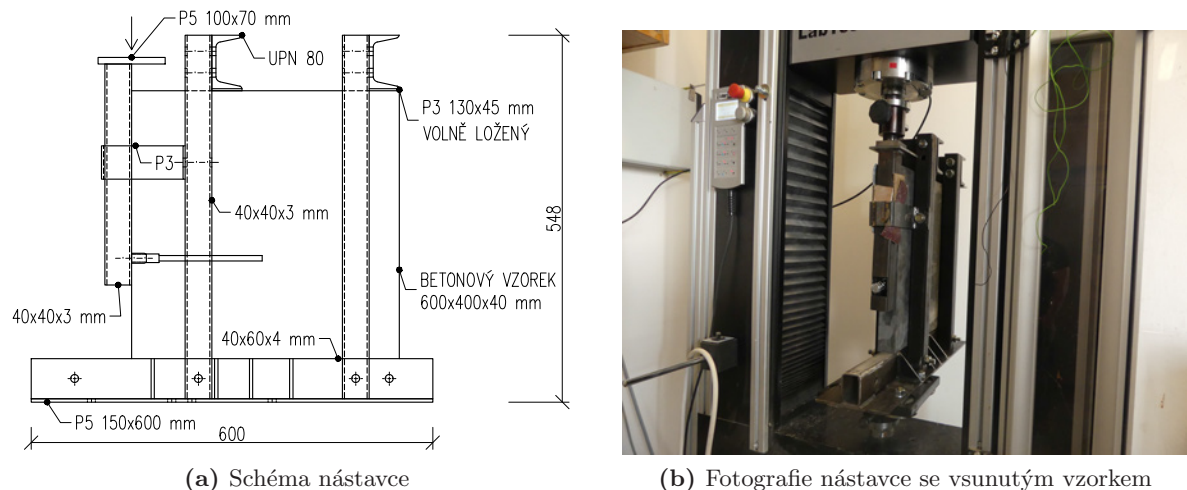 P5 100x70 mm
UPN 80
P3 130x45 mm
VOLNĚ LOŽENÝ
P3
40x40x3 mm
548
BETONOVÝ VZOREK
600x400x40 mm
40x40x3 mm
40x60x4 mm
P5 150x600 mm
600
(a) Schéma nástavce
(b) Fotografie nástavce se vsunutým vzorkem